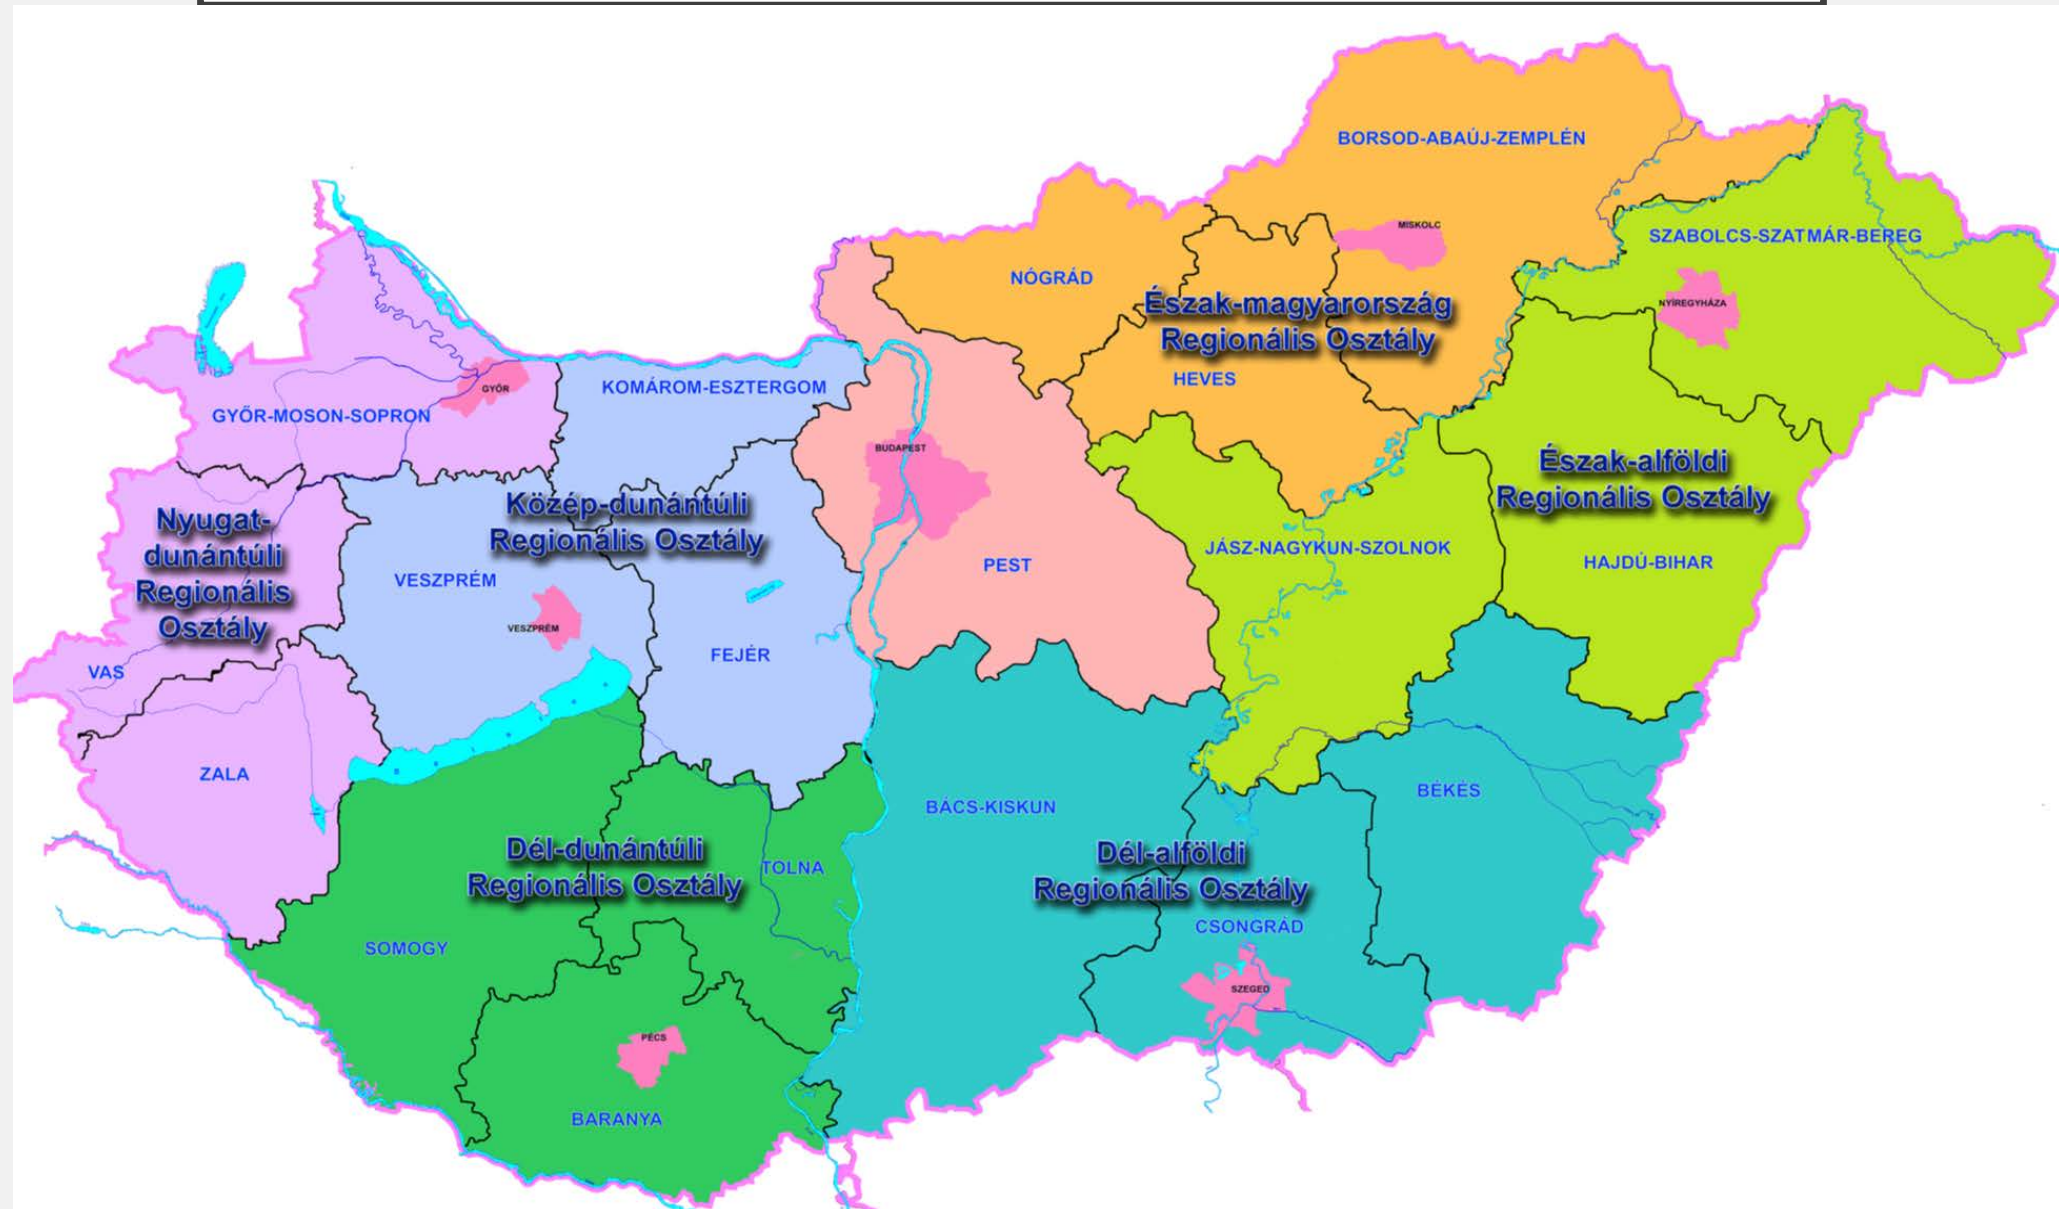 BORSOD-ABAÚJ-ZEMPLÉN
MISKOLC
SZABOLCS-SZATMÁR-BEREG
NÓGRÁD
NYÍREGYHÁZA
Észak-magyarország
Regionális Osztály
HEVES
KOMÁROM-ESZTERGOM
GYŐR
GYŐR-MOSON-SOPRON
BUDAPEST
Észak-alföldi
Regionális Osztály
Közép-dunántúli
Regionális Osztály
Nyugat-
dunántúli
Regionális
Osztály
JÁSZ-NAGYKUN-SZOLNOK
HAJDÚ-BIHAR
PEST
VESZPRÉM
VESZPRÉM
FEJÉR
VAS
ZALA
BÉKÉS
BÁCS-KISKUN
Dél-dunántúli
Regionális Osztály
TOLNA
Dél-alföldi
Regionális Osztály
CSONGRÁD
SOMOGY
SZEGED
PÉCS
BARANYA